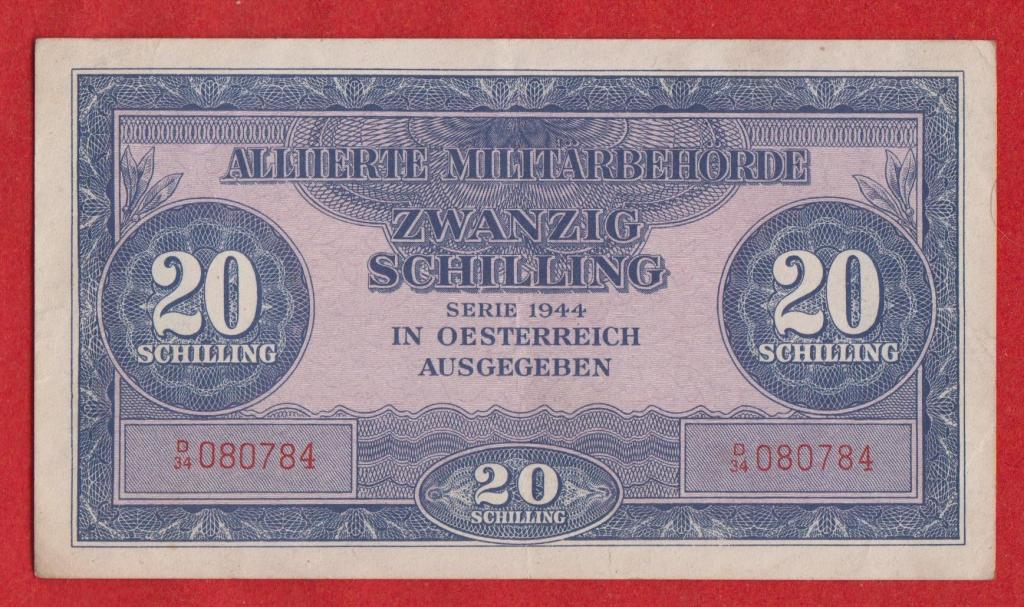 ALLIIERTE MILITÄRBEHÖRDE
ZWANZIG
SCHILLING
SERIE 1944
IN OESTERREICH
AUSGEGEBEN
20
SCHILLING
20
SCHILLING
D/34 080784
D/34 080784
20
SCHILLING